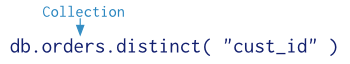 Collection
db.orders.distinct( "cust_id" )